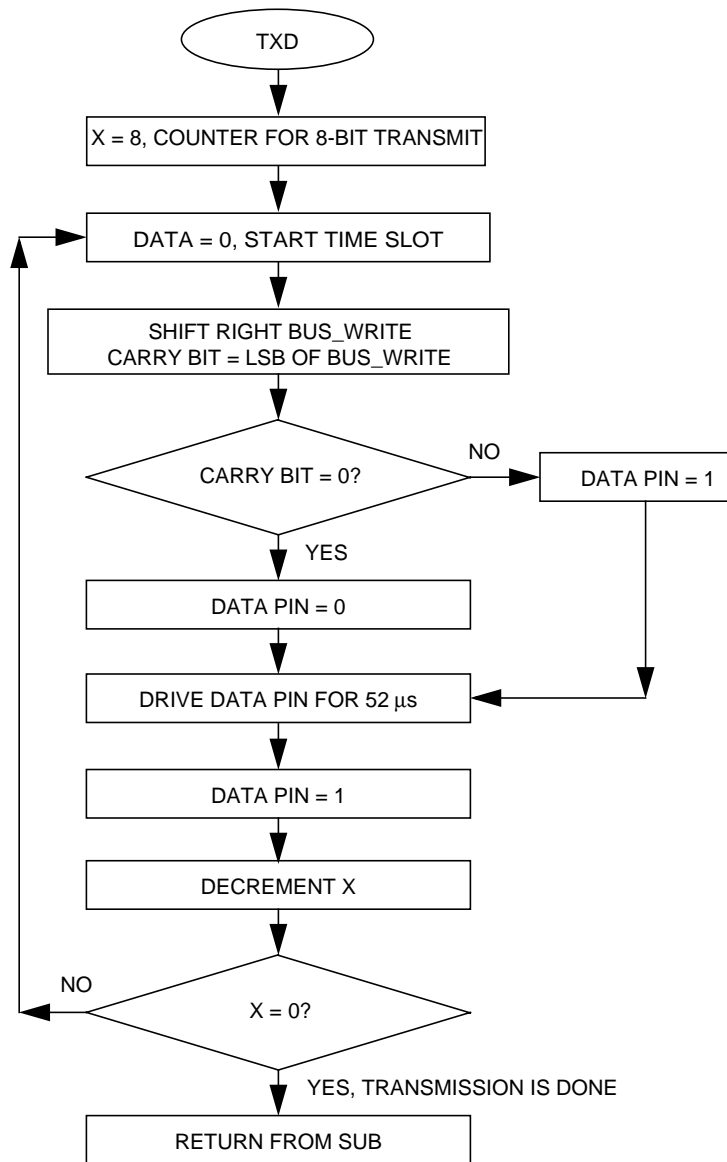 TXD
X = 8, COUNTER FOR 8-BIT TRANSMIT
DATA = 0, START TIME SLOT
SHIFT RIGHT BUS_WRITE
CARRY BIT = LSB OF BUS_WRITE
CARRY BIT = 0?
NO
DATA PIN = 1
YES
DATA PIN = 0
DRIVE DATA PIN FOR 52 μs
DATA PIN = 1
DECREMENT X
NO
X = 0?
YES, TRANSMISSION IS DONE
RETURN FROM SUB